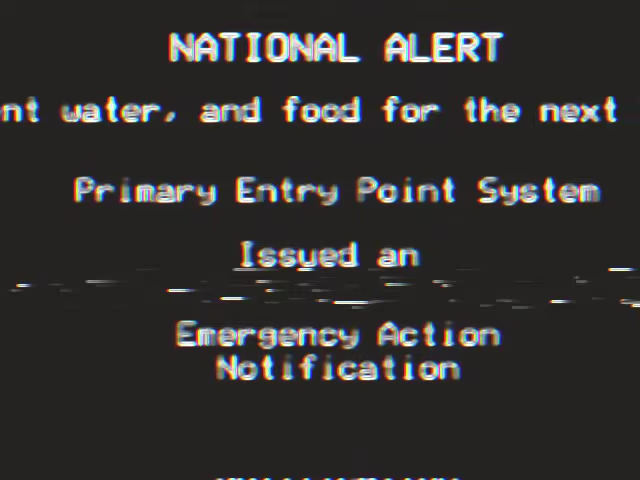 NATIONAL ALERT
nt water, and food for the next
Primary Entry Point System
Issued an
Emergency Action
Notification